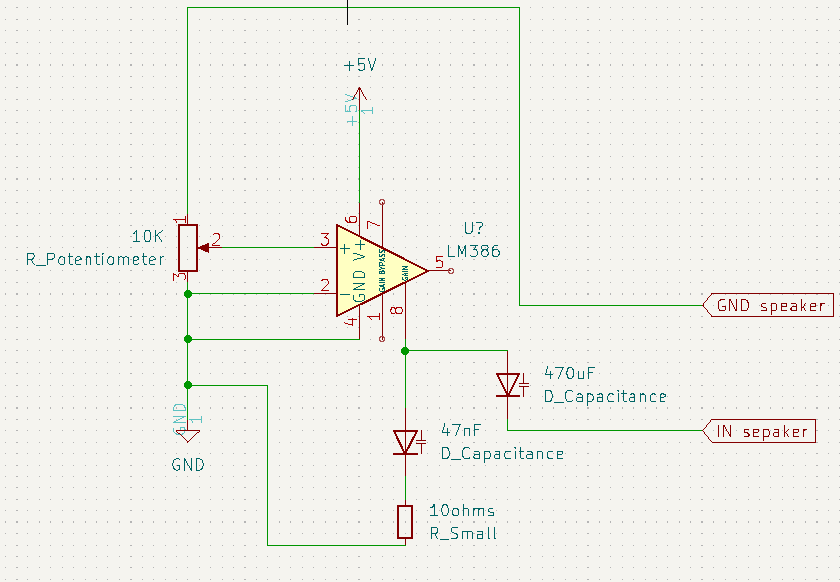 +5V
+5V
1
1
10K
R_Potentiometer
2
3
3
2
6
7
+
V+
-
GND
GAIN BYPASS
GAIN
4
1
8
5
U?
LM386
GND speaker
470uF
D_Capacitance
IN sepaker
47nF
D_Capacitance
GND
1
GND
10ohms
R_Small